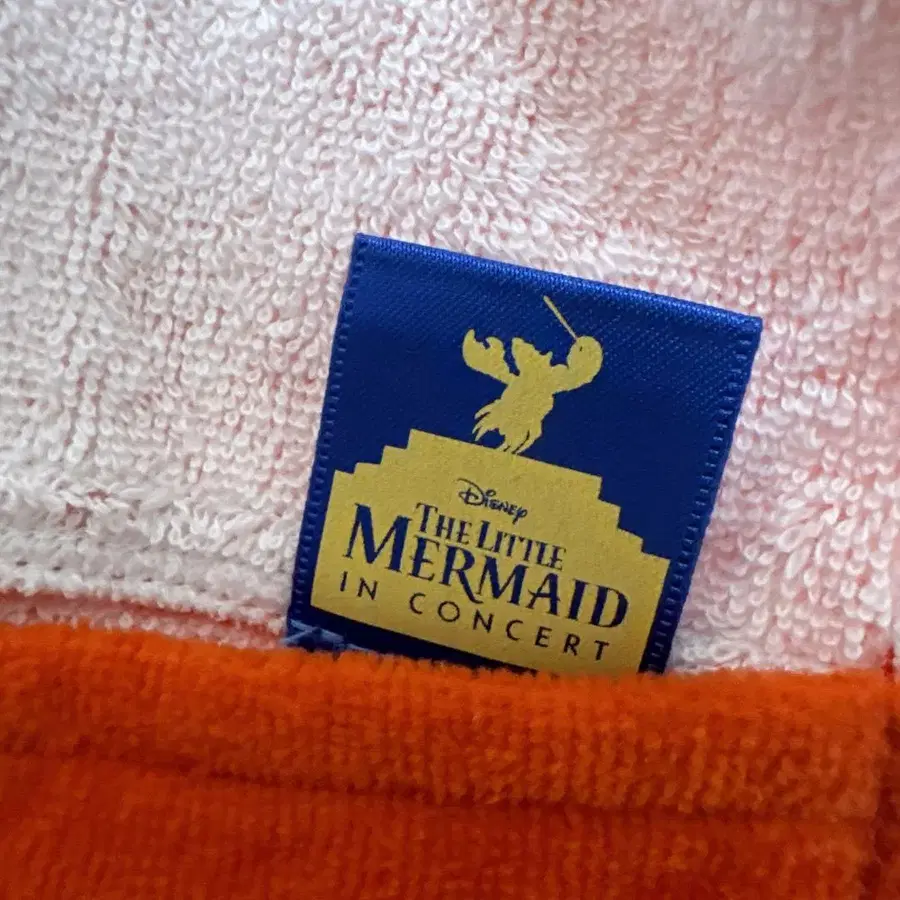 Disney
THE LITTLE
MERMAID
IN CONCERT